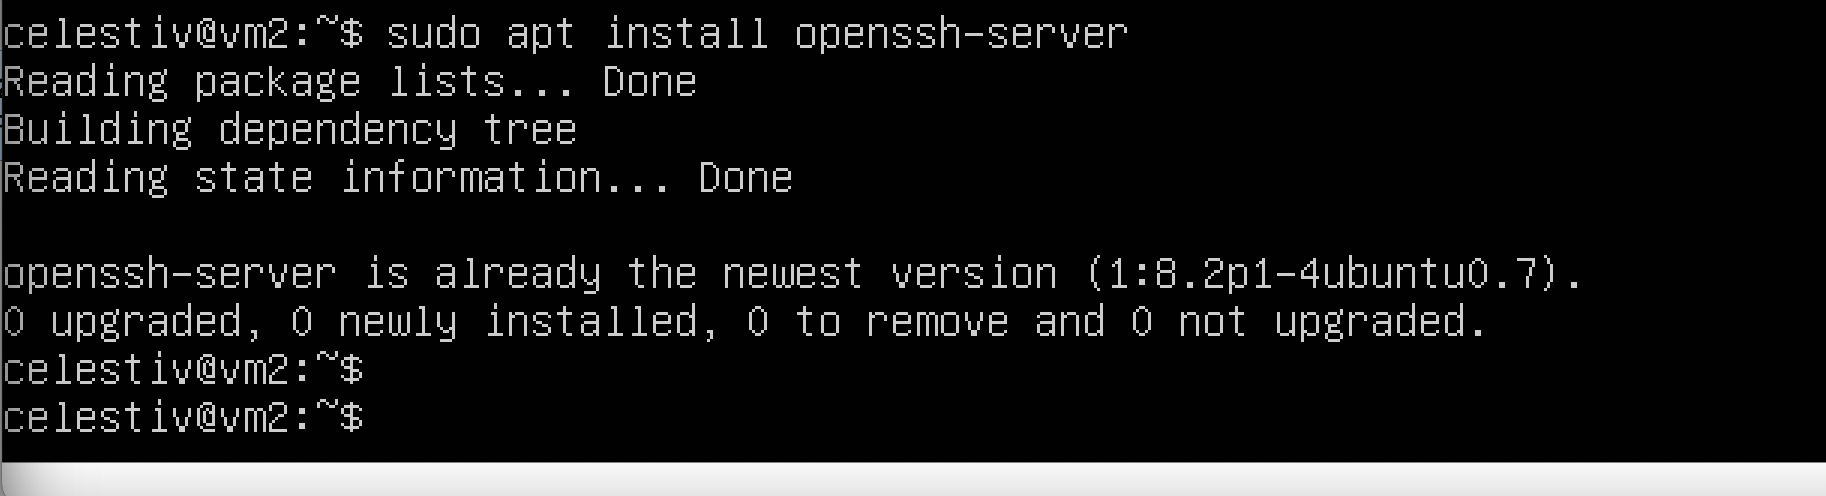 celestiv@vm2:~$ sudo apt install openssh-server
Reading package lists... Done
Building dependency tree
Reading state information... Done
openssh-server is already the newest version (1:8.2p1-4ubuntu0.7).
0 upgraded, 0 newly installed, 0 to remove and 0 not upgraded.
celestiv@vm2:~$
celestiv@vm2:~$